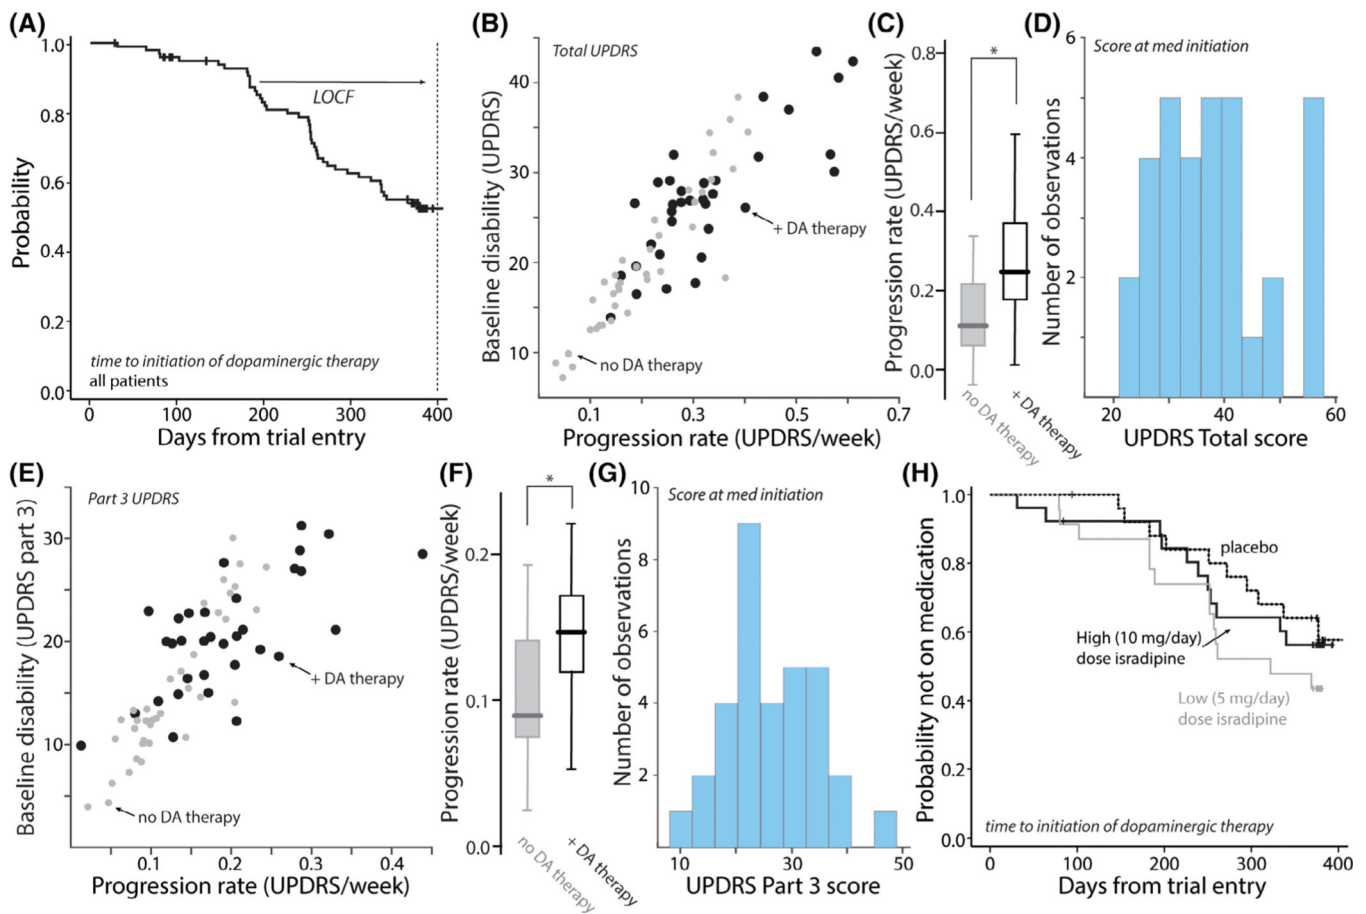 (A)
1.0
0.8
0.6
0.4
0.2
0.0
Probability
LOCF
time to initiation of dopaminergic therapy
all patients
0
100
200
300
400
Days from trial entry
(B)
Total UPDRS
40
30
20
10
Baseline disability (UPDRS)
+ DA therapy
no DA therapy
0.1
0.3
0.5
0.7
Progression rate (UPDRS/week)
(C)
*
0.8
0.6
0.4
0.2
0.0
Progression rate (UPDRS/week)
no DA therapy
+ DA therapy
(D)
Score at med initiation
6
4
2
Number of observations
20
40
60
UPDRS Total score
(E)
Part 3 UPDRS
30
20
10
Baseline disability (UPDRS part 3)
+ DA therapy
no DA therapy
0.1
0.2
0.3
0.4
Progression rate (UPDRS/week)
(F)
*
0.2
0.1
0.0
Progression rate (UPDRS/week)
no DA therapy
+ DA therapy
(G)
Score at med initiation
10
8
6
4
2
Number of observations
10
30
50
UPDRS Part 3 score
(H)
1.0
0.8
0.6
0.4
0.2
0.0
Probability not on medication
placebo
High (10 mg/day)
dose isradipine
Low (5 mg/day)
dose isradipine
time to initiation of dopaminergic therapy
0
100
200
300
400
Days from trial entry